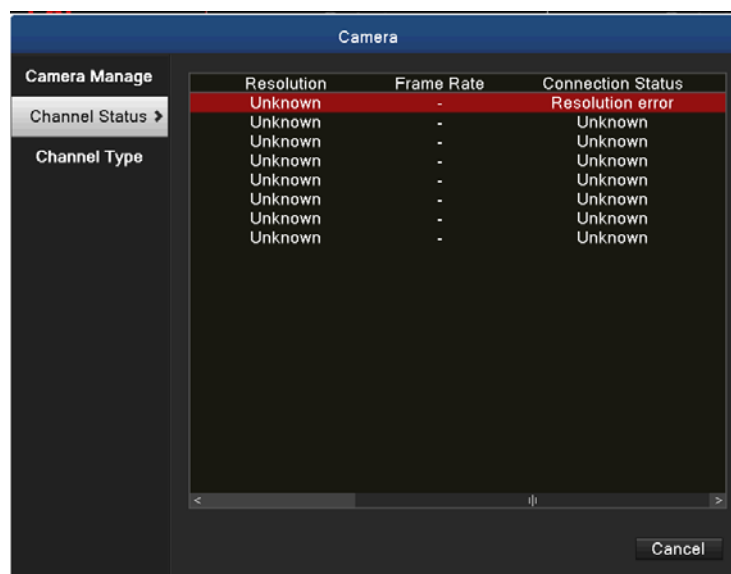 Camera
Camera Manage
Channel Status >
Channel Type
Resolution Frame Rate Connection Status
Unknown - Resolution error
Unknown - Unknown
Unknown - Unknown
Unknown - Unknown
Unknown - Unknown
Unknown - Unknown
Unknown - Unknown
Unknown - Unknown
Cancel